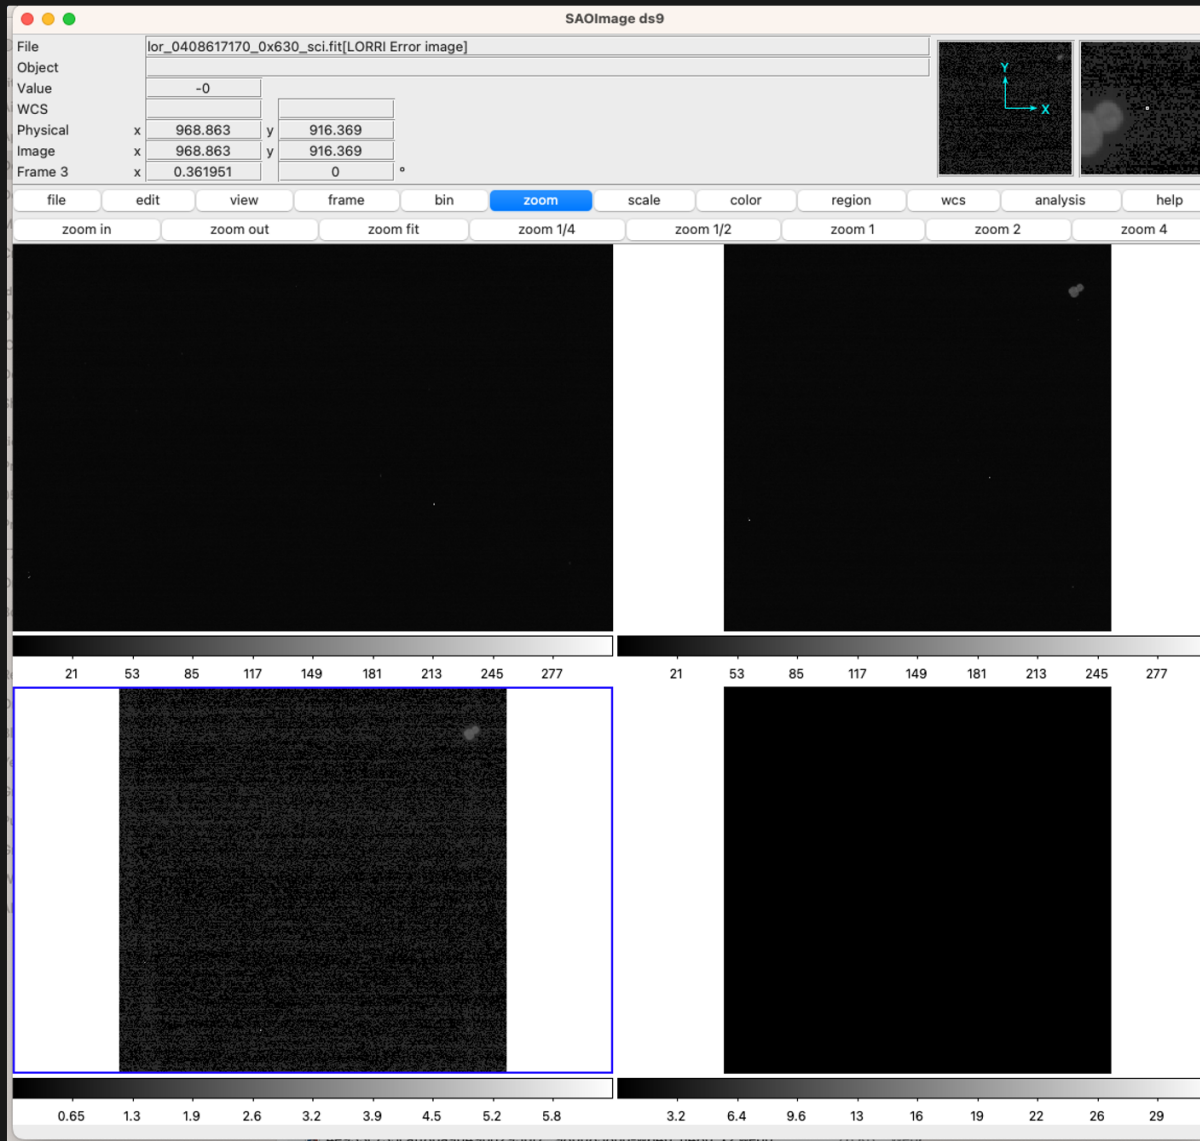 SAOImage ds9
File lor_0408617170_0x630_sci.fit[LORRI Error image]
Object
Value -0
WCS
Physical x 968.863 y 916.369
Image x 968.863 y 916.369
Frame 3 x 0.361951 0 °
Y
X
file edit view frame bin zoom scale color region wcs analysis help
zoom in zoom out zoom fit zoom 1/4 zoom 1/2 zoom 1 zoom 2 zoom 4
21 53 85 117 149 181 213 245 277
21 53 85 117 149 181 213 245 277
0.65 1.3 1.9 2.6 3.2 3.9 4.5 5.2 5.8
3.2 6.4 9.6 13 16 19 22 26 29